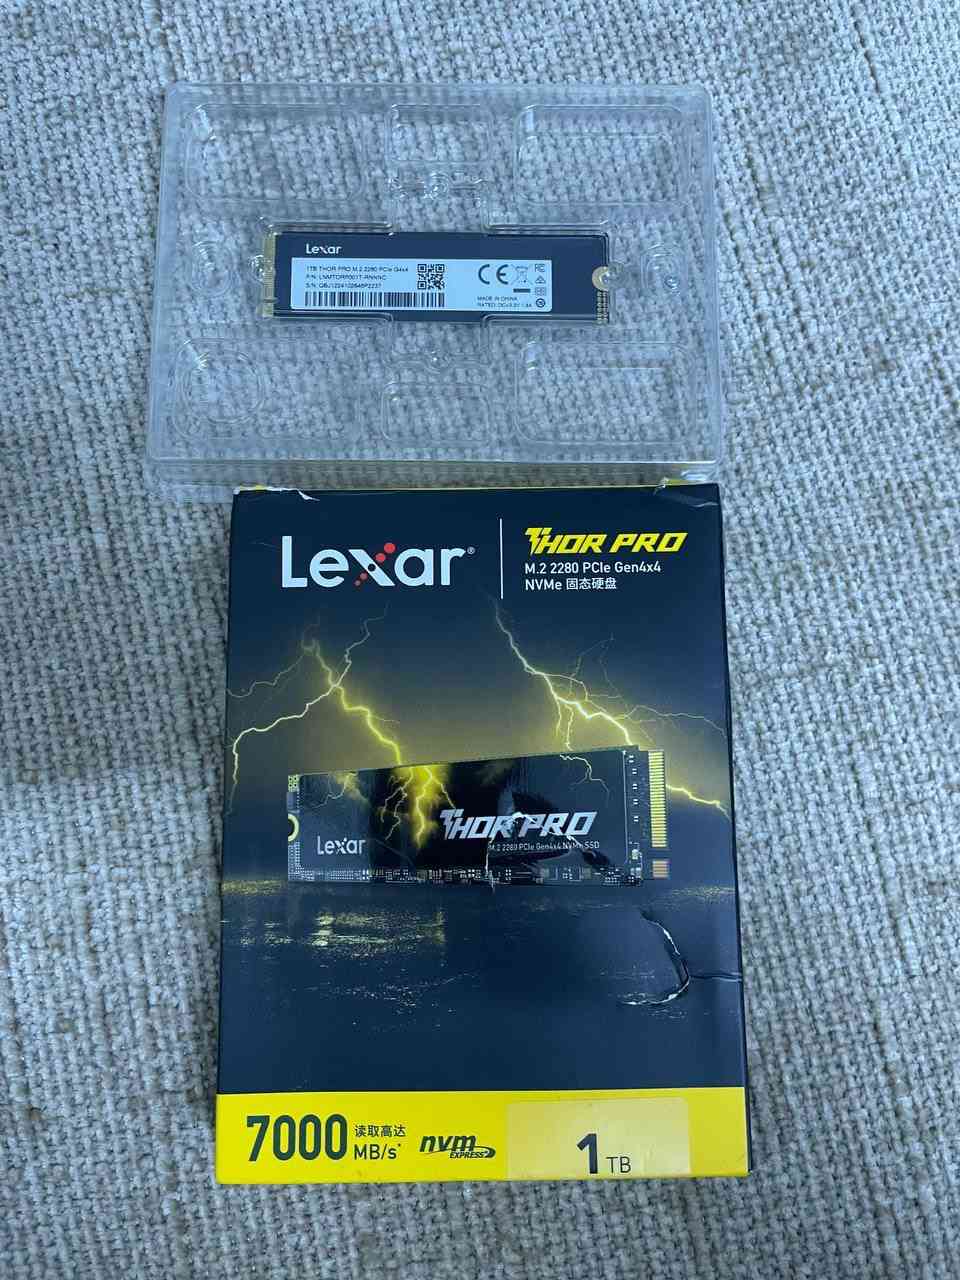 Lexar
1TB THOR PRO M.2 2280 PCIe G4x4
P/N: LNMTORP001T-RNNNC
MADE IN CHINA
Lexar®
THOR PRO
M.2 2280 PCIe Gen4x4
NVMe 固态硬盘
Lexar
THOR PRO
M.2 2280 PCIe Gen4x4 NVMe SSD
7000 读取高达
MB/s*
nvm
EXPRESS
1 TB